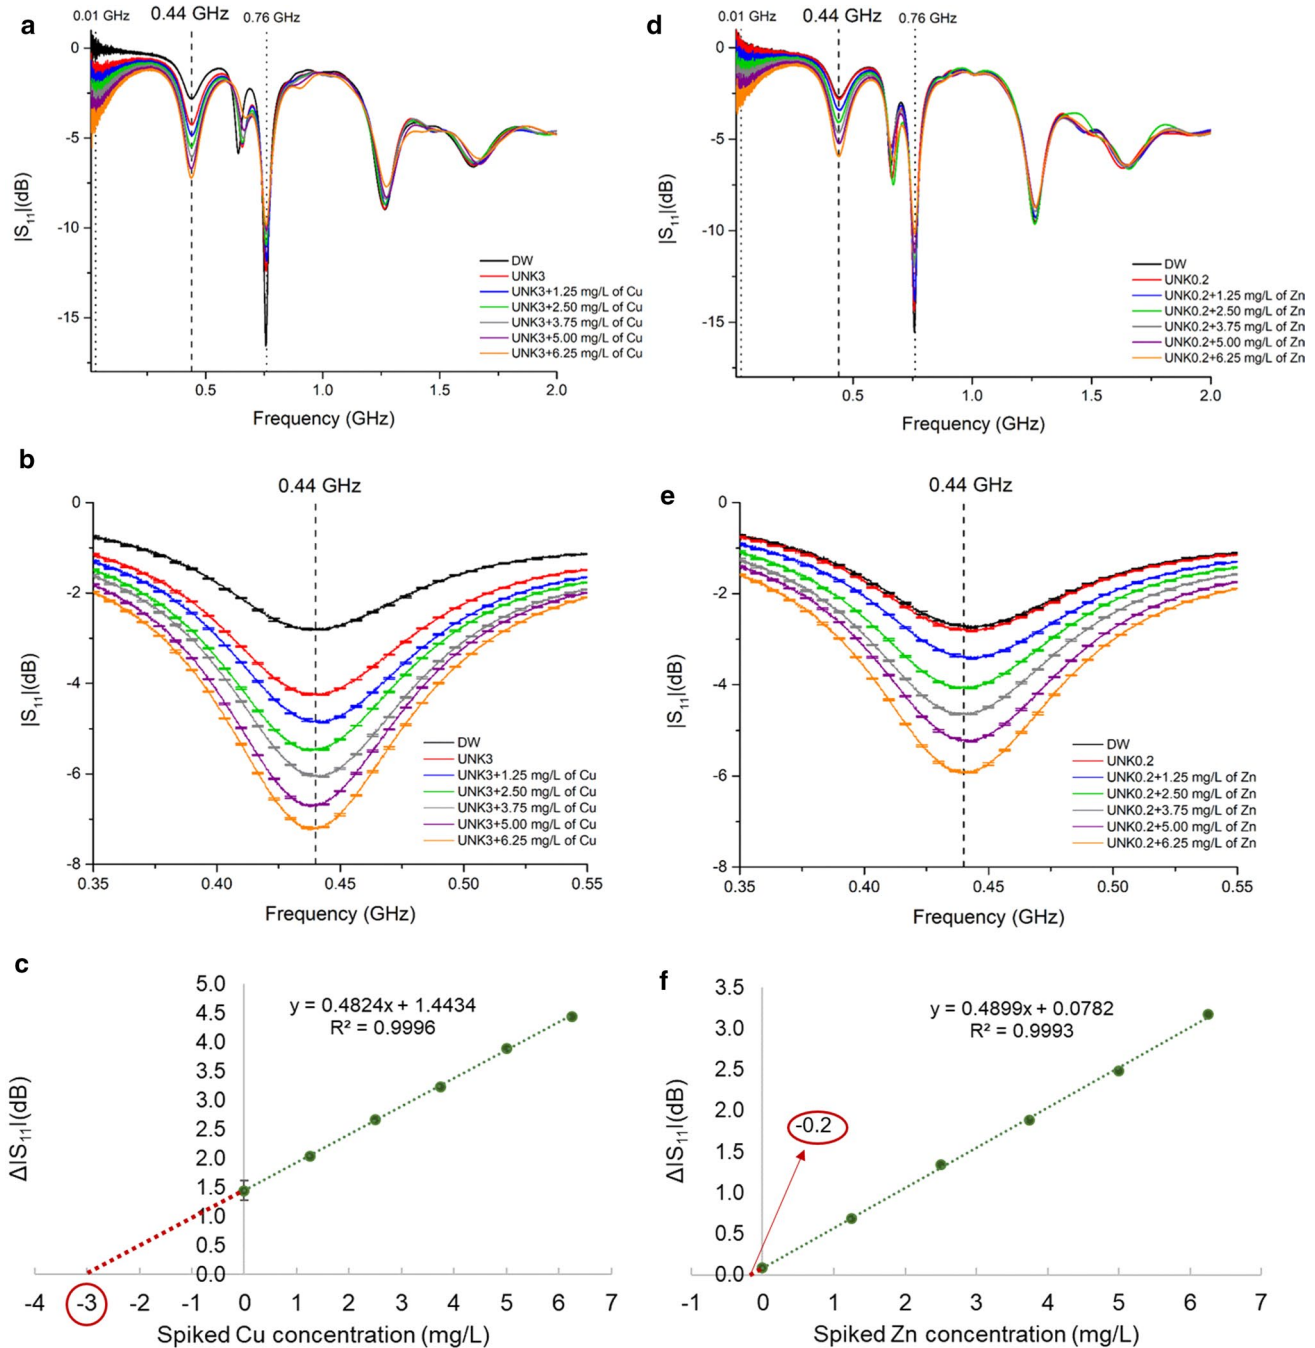 a
0.01 GHz
0.44 GHz
0.76 GHz
0
-5
-10
-15
|S11|(dB)
DW
UNK3
UNK3+1.25 mg/L of Cu
UNK3+2.50 mg/L of Cu
UNK3+3.75 mg/L of Cu
UNK3+5.00 mg/L of Cu
UNK3+6.25 mg/L of Cu
0.5 1.0 1.5 2.0
Frequency (GHz)
d
0.01 GHz
0.44 GHz
0.76 GHz
0
-5
-10
-15
|S11|(dB)
DW
UNK0.2
UNK0.2+1.25 mg/L of Zn
UNK0.2+2.50 mg/L of Zn
UNK0.2+3.75 mg/L of Zn
UNK0.2+5.00 mg/L of Zn
UNK0.2+6.25 mg/L of Zn
0.5 1.0 1.5 2.0
Frequency (GHz)
b
0.44 GHz
0
-2
-4
-6
-8
|S11|(dB)
DW
UNK3
UNK3+1.25 mg/L of Cu
UNK3+2.50 mg/L of Cu
UNK3+3.75 mg/L of Cu
UNK3+5.00 mg/L of Cu
UNK3+6.25 mg/L of Cu
0.35 0.40 0.45 0.50 0.55
Frequency (GHz)
e
0.44 GHz
0
-2
-4
-6
-8
|S11|(dB)
DW
UNK0.2
UNK0.2+1.25 mg/L of Zn
UNK0.2+2.50 mg/L of Zn
UNK0.2+3.75 mg/L of Zn
UNK0.2+5.00 mg/L of Zn
UNK0.2+6.25 mg/L of Zn
0.35 0.40 0.45 0.50 0.55
Frequency (GHz)
c
5.0
4.5
4.0
3.5
3.0
2.5
2.0
1.5
1.0
0.5
0.0
y = 0.4824x + 1.4434
R² = 0.9996
Δ|S11|(dB)
-4 -3 -2 -1 0 1 2 3 4 5 6 7
Spiked Cu concentration (mg/L)
f
3.5
3.0
2.5
2.0
1.5
1.0
0.5
0.0
y = 0.4899x + 0.0782
R² = 0.9993
-0.2
Δ|S11|(dB)
-1 0 1 2 3 4 5 6 7
Spiked Zn concentration (mg/L)